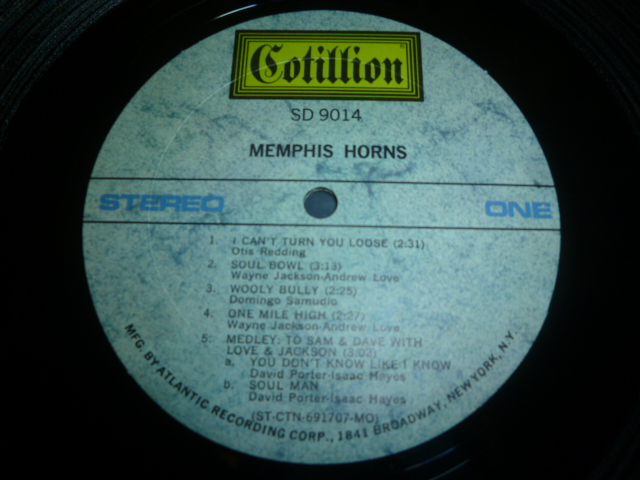 Cotillion
SD 9014
MEMPHIS HORNS
STEREO ONE
1. I CAN'T TURN YOU LOOSE (2:31)
Otis Redding
2. SOUL BOWL (3:13)
Wayne Jackson-Andrew Love
3. WOOLY BULLY (2:25)
Domingo Samudio
4. ONE MILE HIGH (2:27)
Wayne Jackson-Andrew Love
5. MEDLEY: TO SAM & DAVE WITH
LOVE & JACKSON (3:02)
a. YOU DON'T KNOW LIKE I KNOW
David Porter-Isaac Hayes
b. SOUL MAN
David Porter-Isaac Hayes
(ST-CTN-691707-MO)
MFG. BY ATLANTIC RECORDING CORP., 1841 BROADWAY, NEW YORK, N.Y.